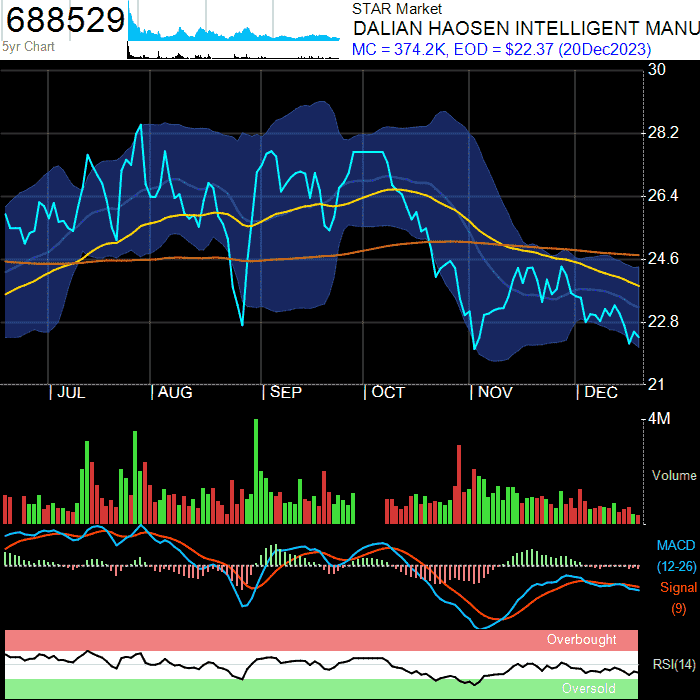 688529
5yr Chart
STAR Market
DALIAN HAOSEN INTELLIGENT MANU
MC = 374.2K, EOD = $22.37 (20Dec2023)
30
28.2
26.4
24.6
22.8
21
JUL
AUG
SEP
OCT
NOV
DEC
4M
Volume
MACD
(12-26)
Signal
(9)
Overbought
RSI(14)
Oversold